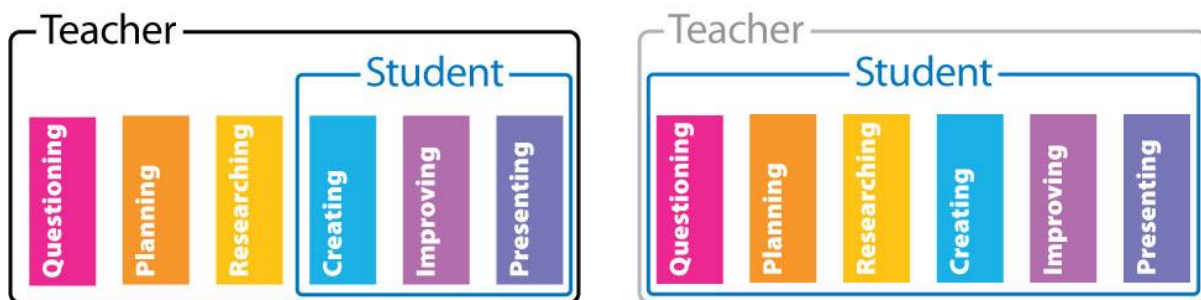 Teacher
Student
Questioning
Planning
Researching
Creating
Improving
Presenting
Teacher
Student
Questioning
Planning
Researching
Creating
Improving
Presenting